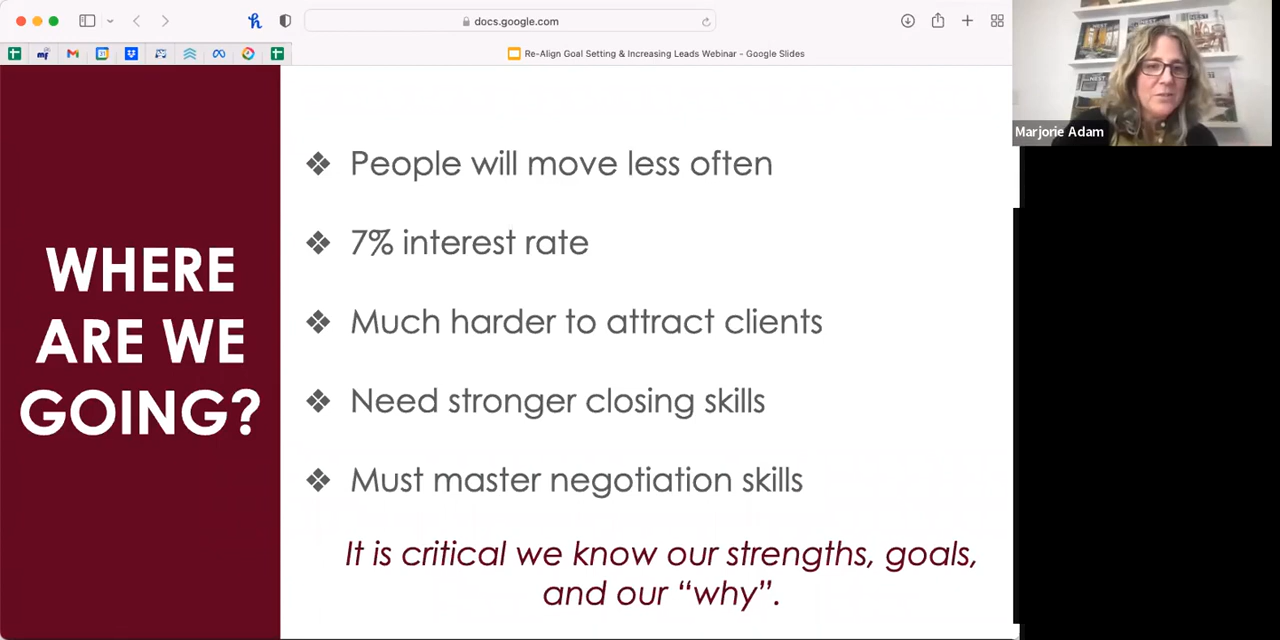 docs.google.com
Re-Align Goal Setting & Increasing Leads Webinar - Google Slides
Marjorie Adam
WHERE
ARE WE
GOING?
❖ People will move less often
❖ 7% interest rate
❖ Much harder to attract clients
❖ Need stronger closing skills
❖ Must master negotiation skills
It is critical we know our strengths, goals,
and our “why”.